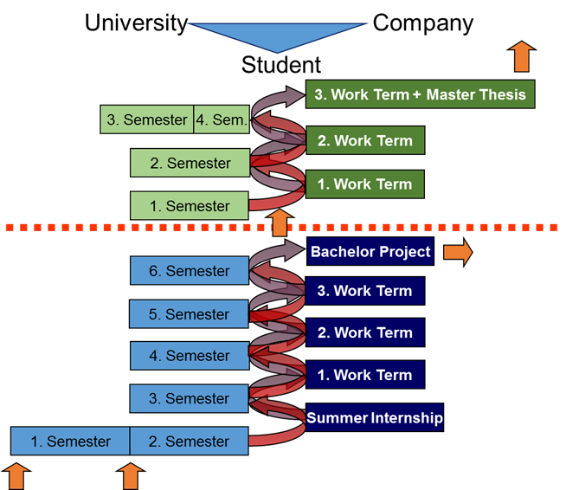 University
Company
Student
3. Work Term + Master Thesis
3. Semester
4. Sem.
2. Work Term
2. Semester
1. Work Term
1. Semester
Bachelor Project
6. Semester
3. Work Term
5. Semester
2. Work Term
4. Semester
1. Work Term
3. Semester
Summer Internship
1. Semester
2. Semester